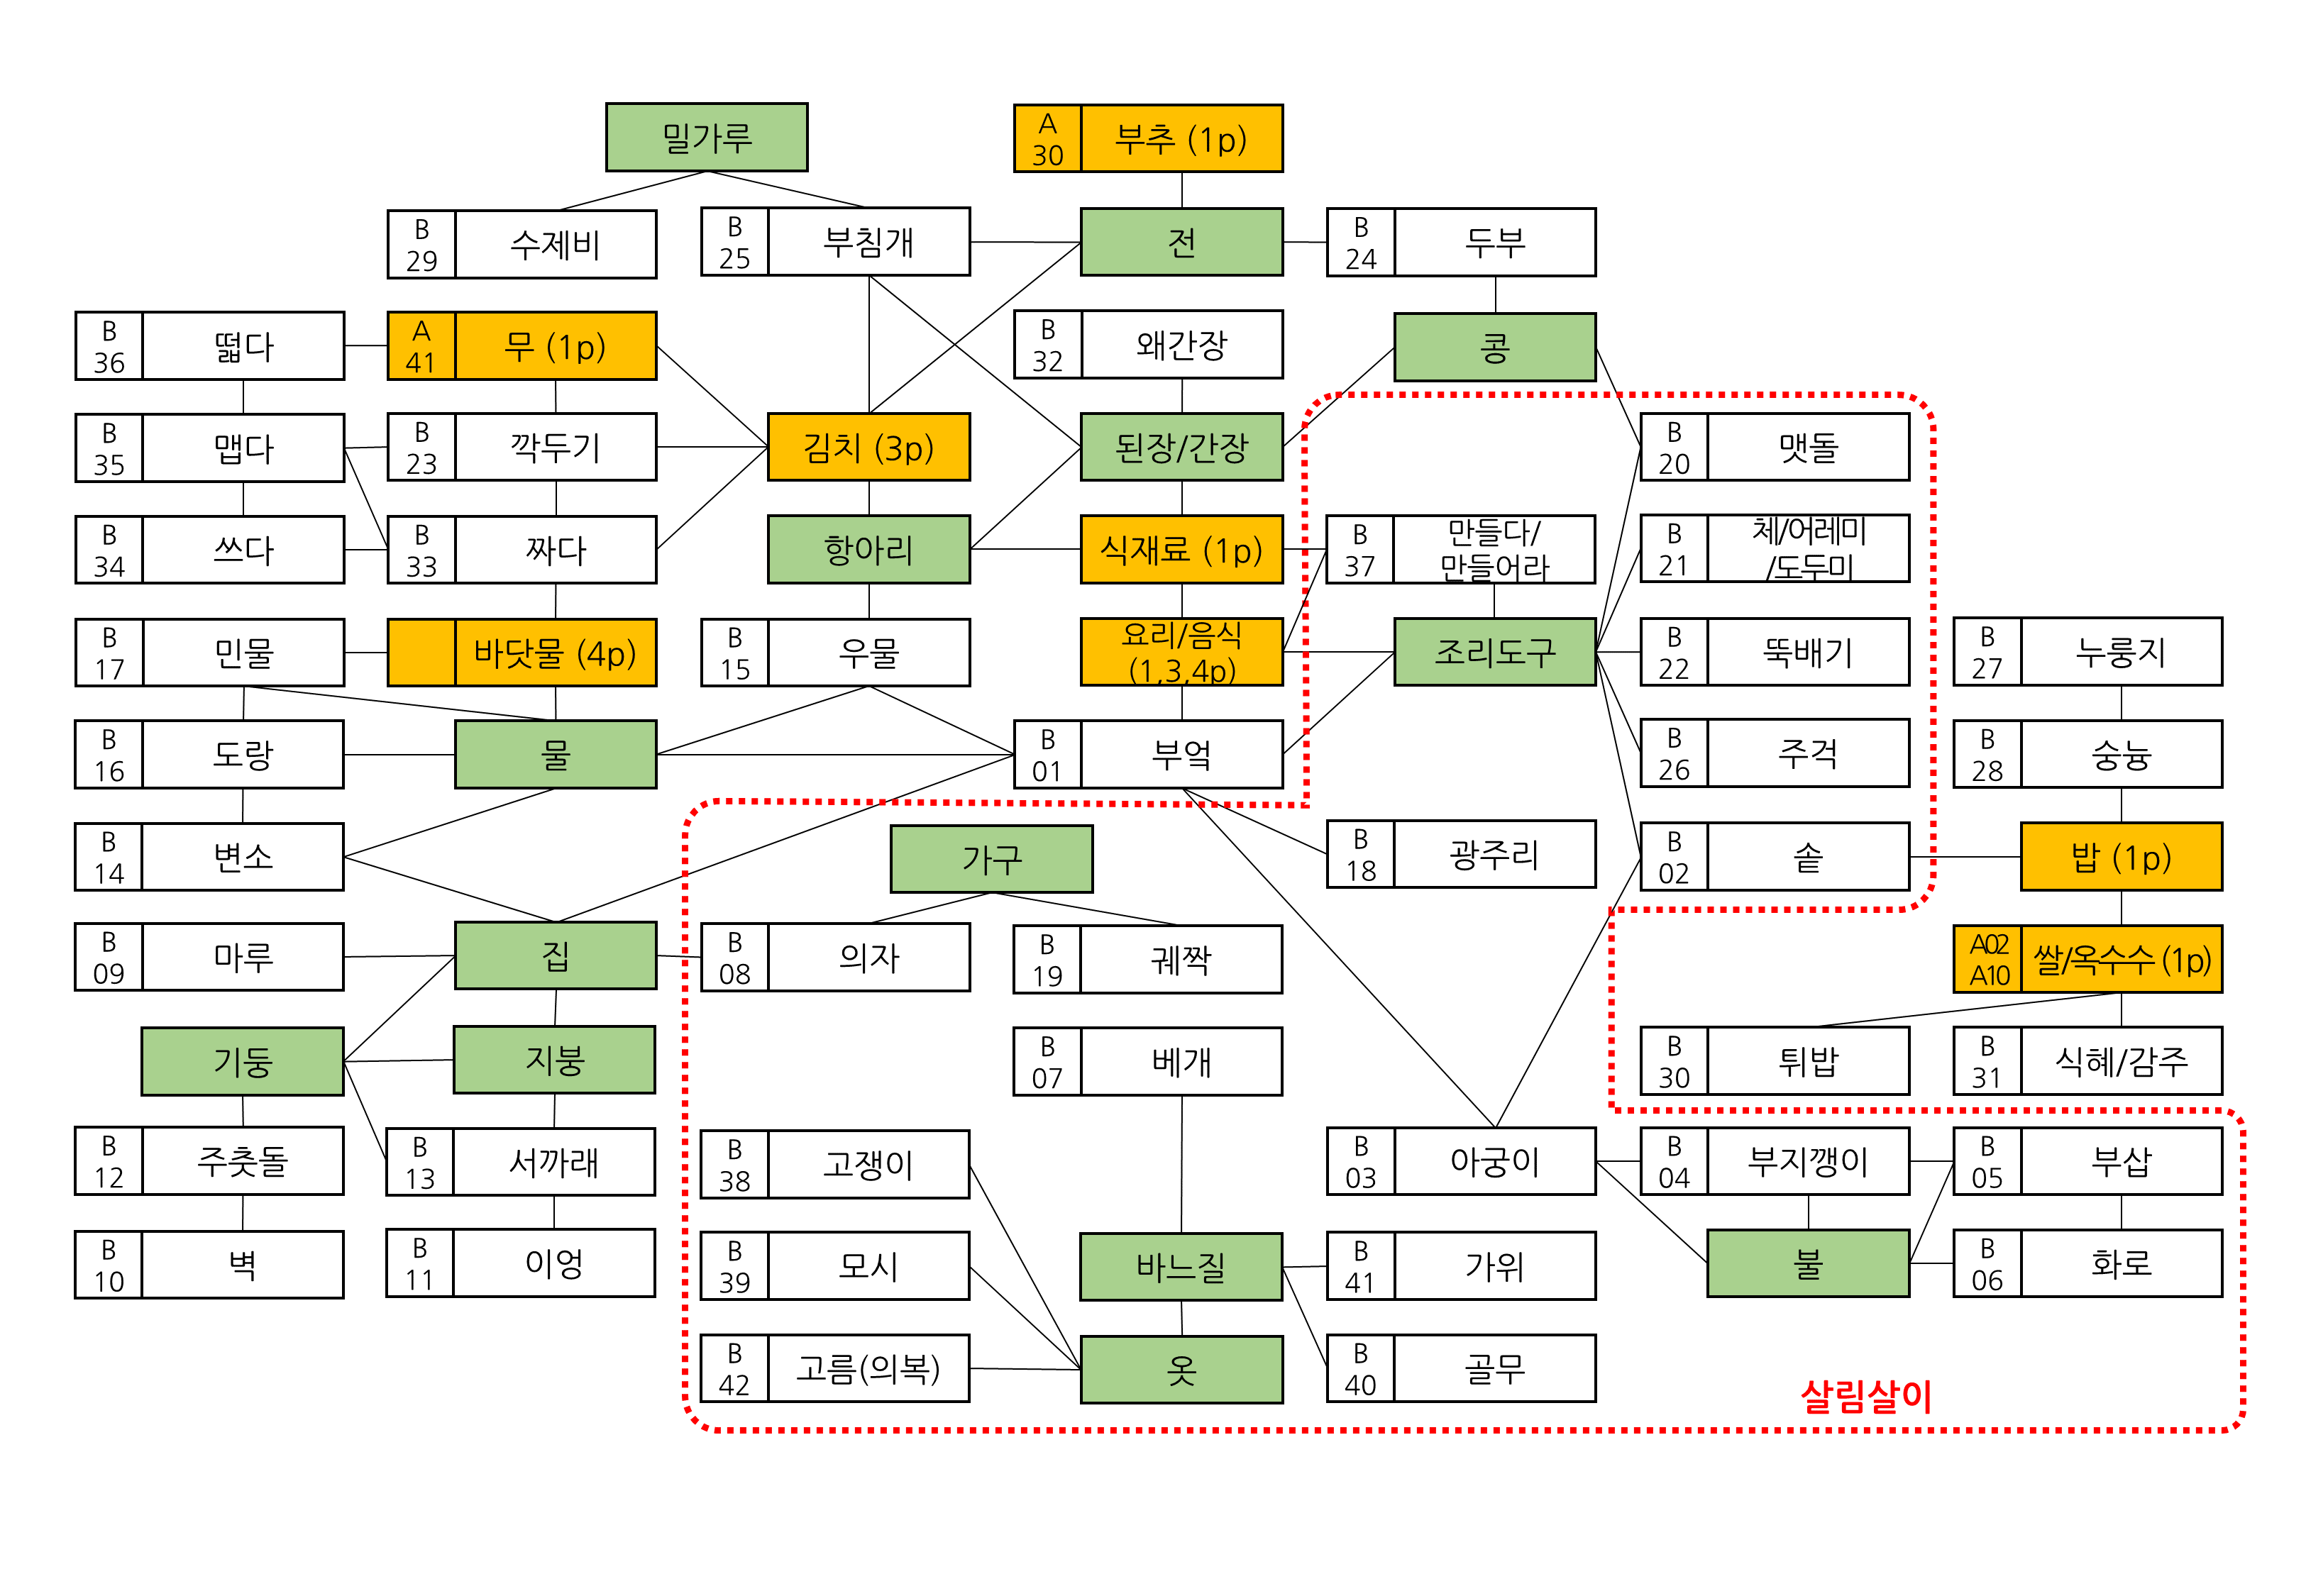 밀가루
A
30
부추 (1p)
B
29
수제비
B
25
부침개
전
B
24
두부
B
36
떫다
A
41
무 (1p)
B
32
왜간장
콩
B
35
맵다
B
23
깍두기
김치 (3p)
된장/간장
B
20
맷돌
B
34
쓰다
B
33
짜다
항아리
식재료 (1p)
B
37
만들다/
만들어라
B
21
체/어레미
/도두미
B
17
민물
바닷물 (4p)
B
15
우물
요리/음식
(1,3,4p)
조리도구
B
22
뚝배기
B
27
누룽지
B
16
도랑
물
B
01
부엌
B
26
주걱
B
28
숭늉
B
14
변소
가구
B
18
광주리
B
02
솥
밥 (1p)
B
09
마루
집
B
08
의자
B
19
궤짝
A02
A10
쌀/옥수수 (1p)
기둥
지붕
B
07
베개
B
30
튀밥
B
31
식혜/감주
B
12
주춧돌
B
13
서까래
B
38
고쟁이
B
03
아궁이
B
04
부지깽이
B
05
부삽
B
10
벽
B
11
이엉
B
39
모시
바느질
B
41
가위
불
B
06
화로
B
42
고름(의복)
옷
B
40
골무
살림살이